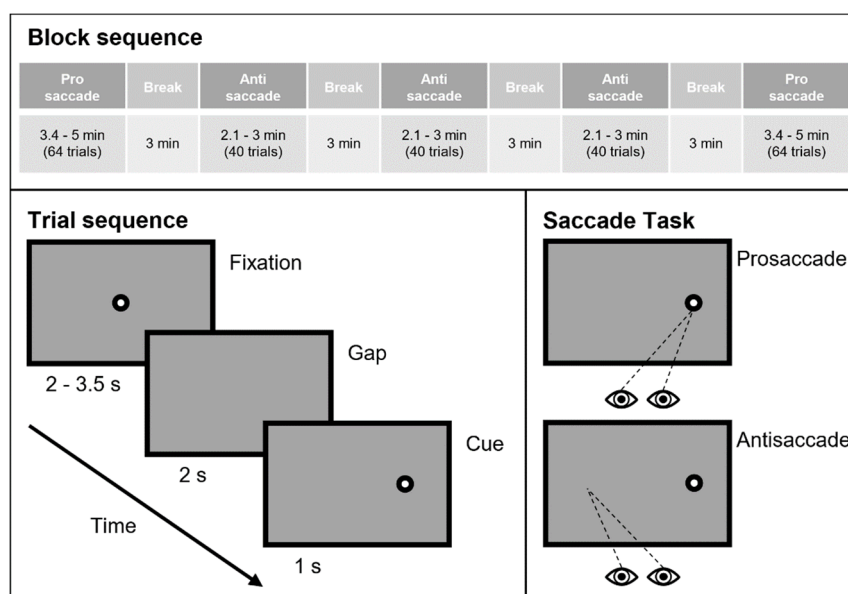 Block sequence
Pro
saccade
Break
Anti
saccade
Break
Anti
saccade
Break
Anti
saccade
Break
Pro
saccade
3.4 - 5 min
(64 trials)
3 min
2.1 - 3 min
(40 trials)
3 min
2.1 - 3 min
(40 trials)
3 min
2.1 - 3 min
(40 trials)
3 min
3.4 - 5 min
(64 trials)
Trial sequence
Fixation
2 - 3.5 s
Gap
2 s
Cue
1 s
Time
Saccade Task
Prosaccade
Antisaccade